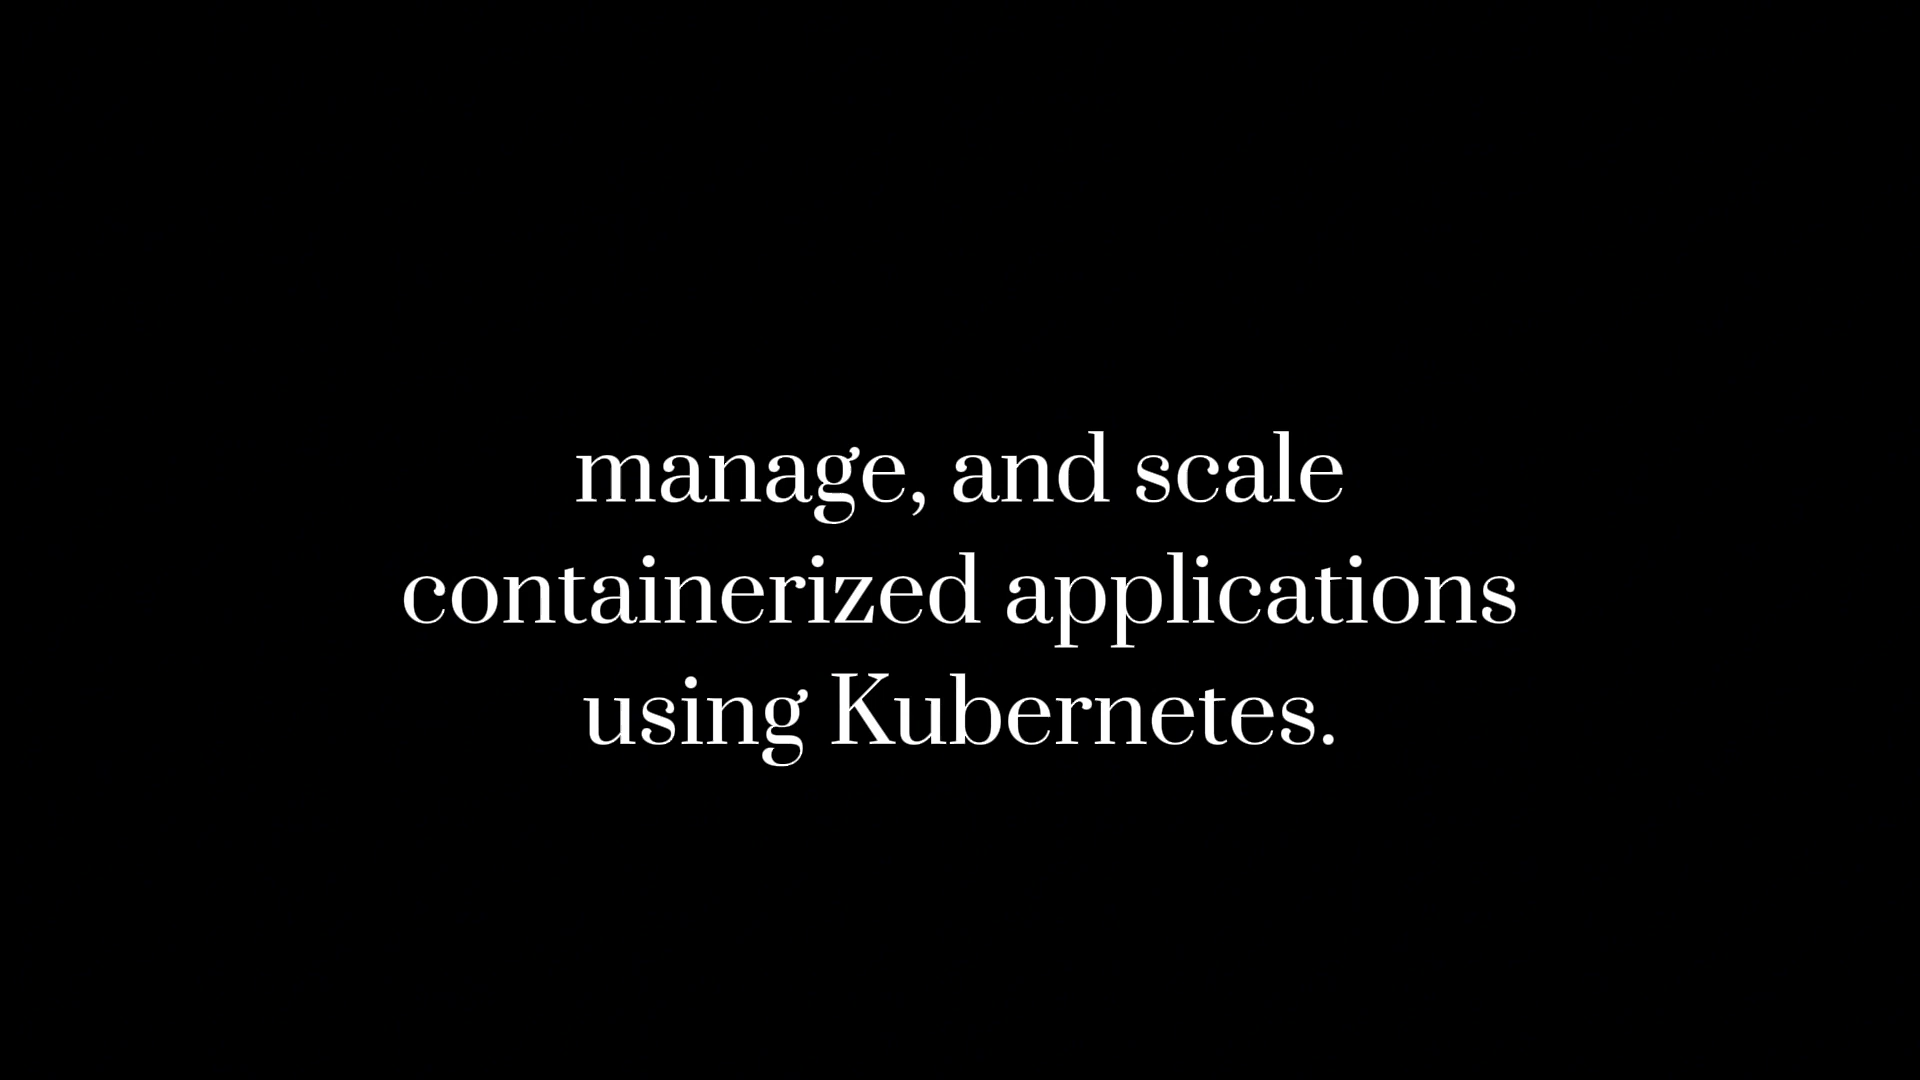 manage, and scale
containerized applications
using Kubernetes.